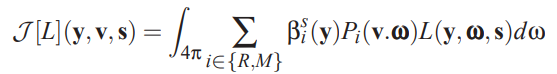 𝒥[L](y,v,s) = ∫_{4π} ∑_{i∈{R,M}} β_i^s(y)P_i(v.ω)L(y,ω,s)dω